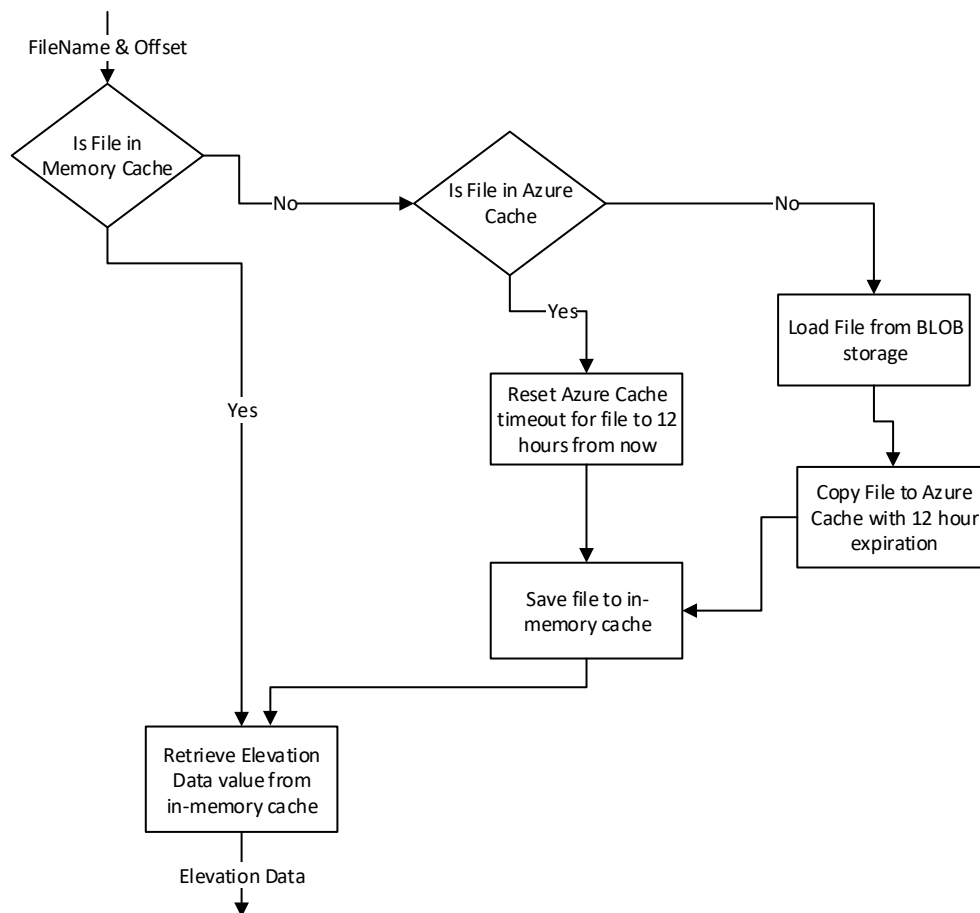 FileName & Offset
Is File in
Memory Cache
No
Is File in Azure
Cache
No
Yes
Load File from BLOB
storage
Reset Azure Cache
timeout for file to 12
hours from now
Yes
Copy File to Azure
Cache with 12 hour
expiration
Save file to in-
memory cache
Retrieve Elevation
Data value from
in-memory cache
Elevation Data